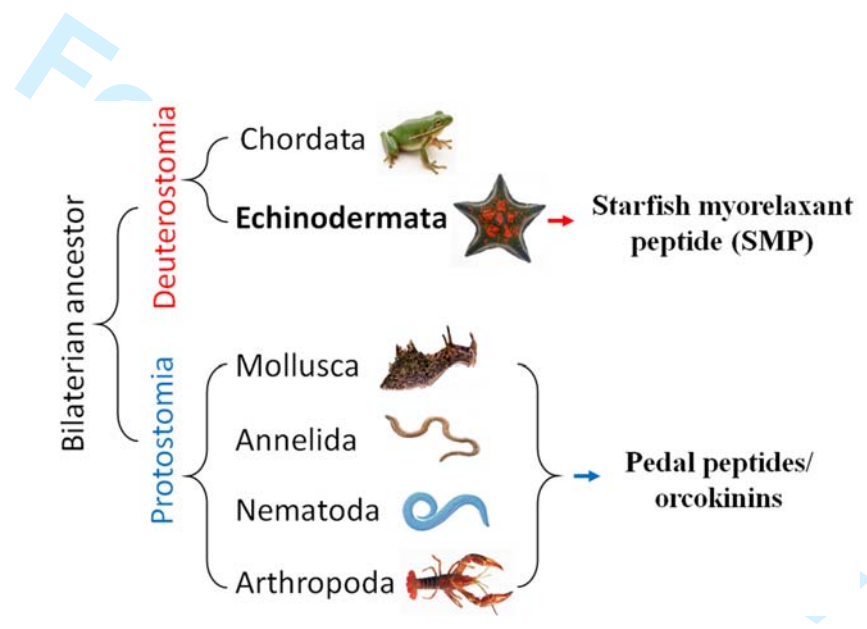 Bilaterian ancestor
Deuterostomia
Chordata
Echinodermata
Starfish myorelaxant
peptide (SMP)
Protostomia
Mollusca
Annelida
Nematoda
Arthropoda
Pedal peptides/
orcokinins